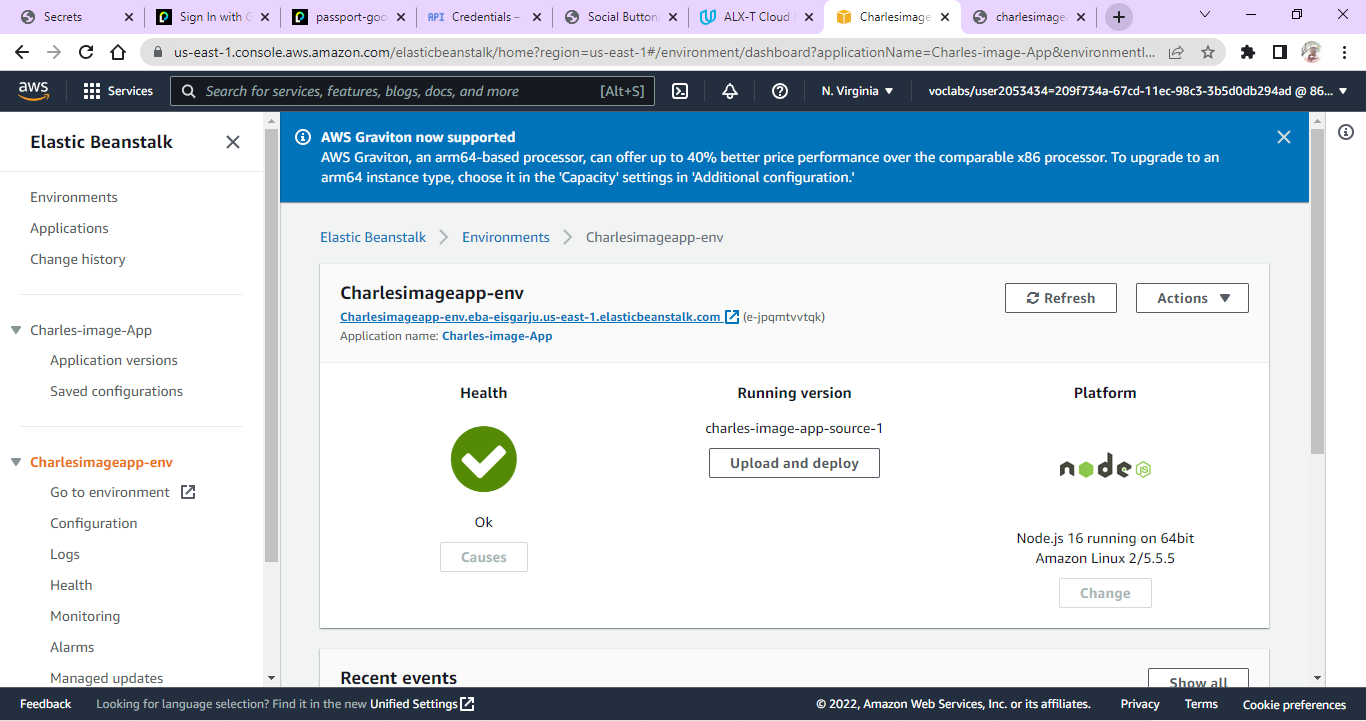 Secrets
Sign In with G
passport-goo
API Credentials –
Social Button
ALX-T Cloud
Charlesimage
charlesimage
us-east-1.console.aws.amazon.com/elasticbeanstalk/home?region=us-east-1#/environment/dashboard?applicationName=Charles-image-App&environmentI...
aws
Services
Search for services, features, blogs, docs, and more [Alt+S]
N. Virginia
voclabs/user2053434=209f734a-67cd-11ec-98c3-3b5d0db294ad @ 86...
Elastic Beanstalk
Environments
Applications
Change history
Charles-image-App
Application versions
Saved configurations
Charlesimageapp-env
Go to environment
Configuration
Logs
Health
Monitoring
Alarms
Managed updates
AWS Graviton now supported
AWS Graviton, an arm64-based processor, can offer up to 40% better price performance over the comparable x86 processor. To upgrade to an
arm64 instance type, choose it in the 'Capacity' settings in 'Additional configuration.'
Elastic Beanstalk
Environments
Charlesimageapp-env
Charlesimageapp-env
Refresh
Actions
Charlesimageapp-env.eba-eisgarju.us-east-1.elasticbeanstalk.com (e-jpqmtvvtqk)
Application name: Charles-image-App
Health
Ok
Causes
Running version
charles-image-app-source-1
Upload and deploy
Platform
node JS
Node.js 16 running on 64bit
Amazon Linux 2/5.5.5
Change
Recent events
Show all
Feedback
Looking for language selection? Find it in the new Unified Settings
© 2022, Amazon Web Services, Inc. or its affiliates.
Privacy
Terms
Cookie preferences